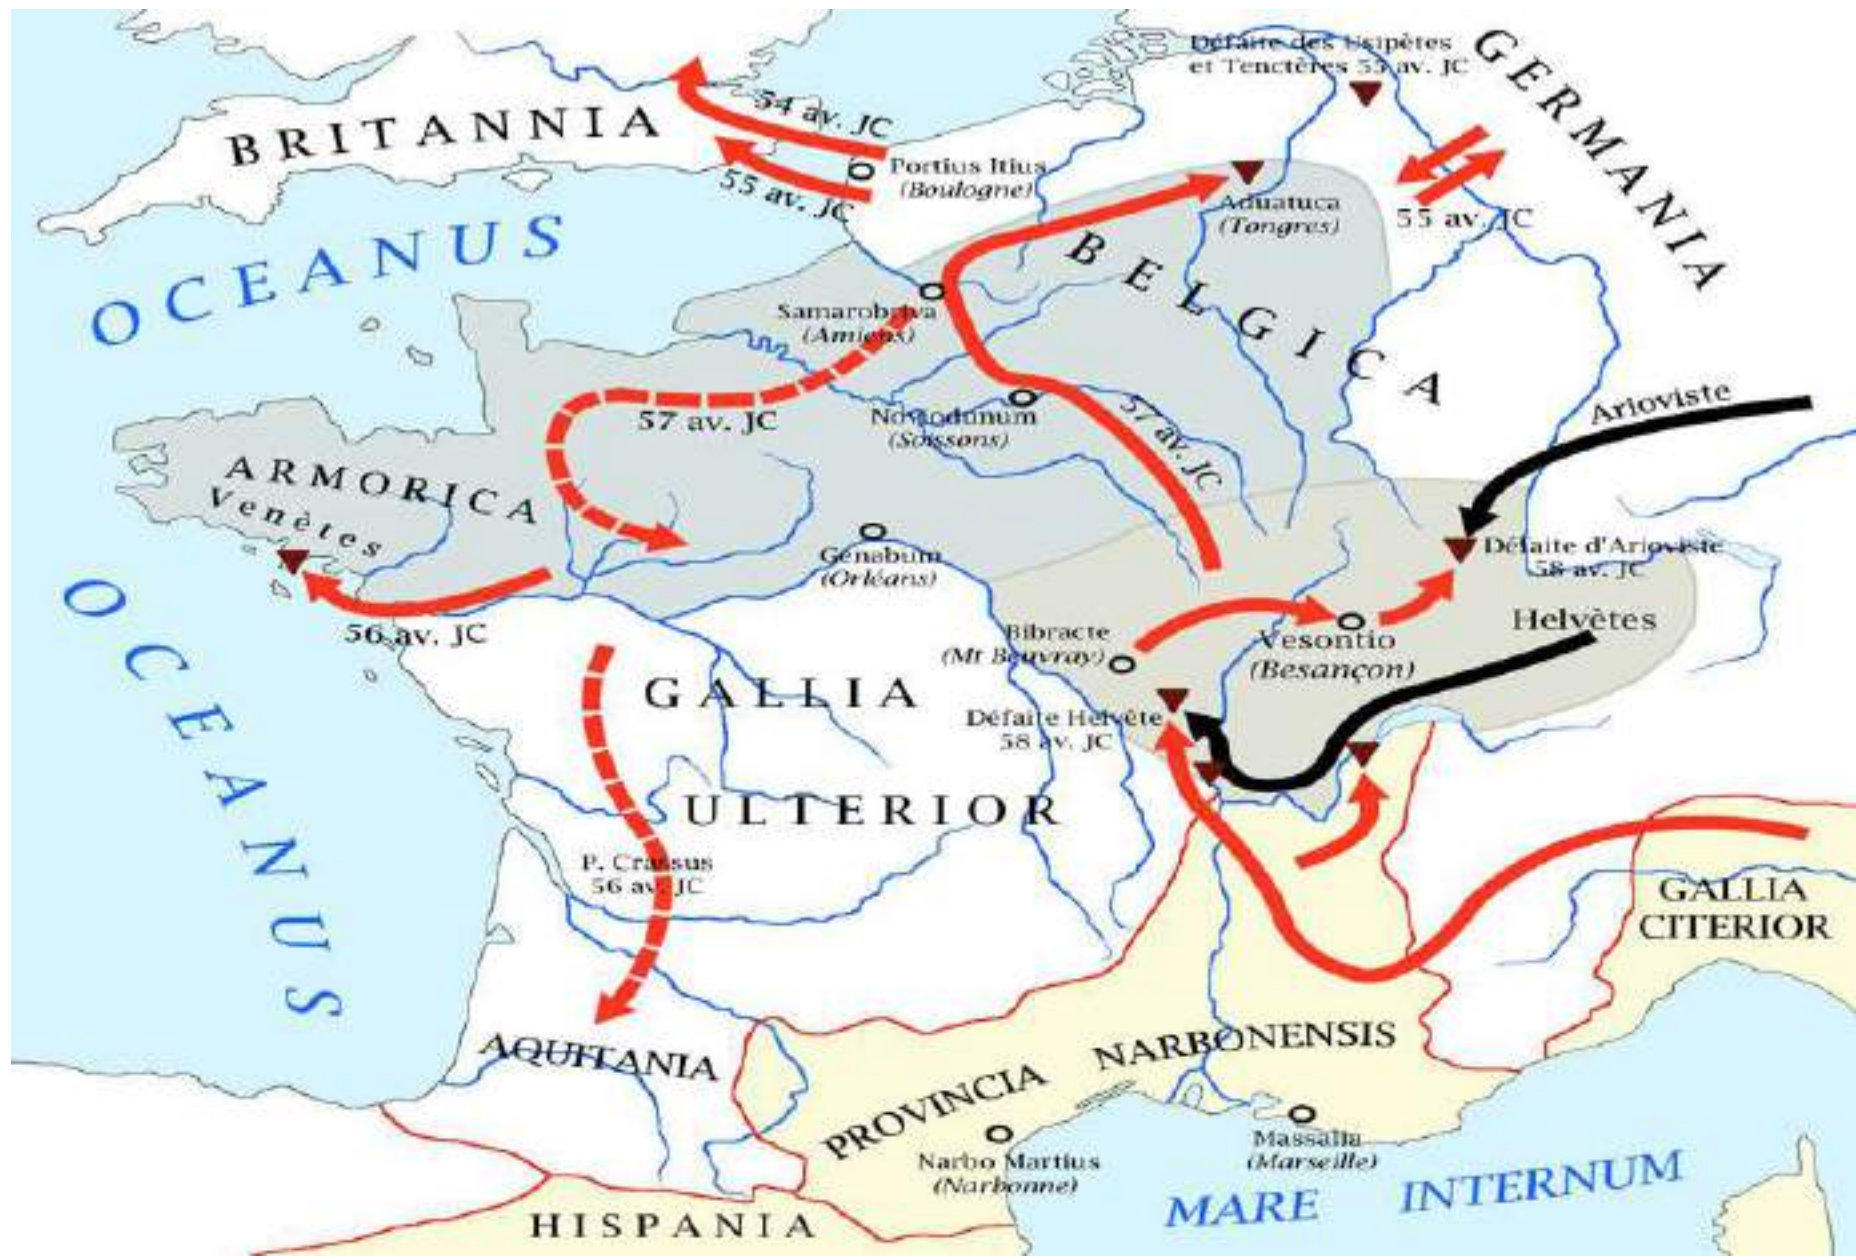 Défaite des Usipètes
et Tenctères 55 av. JC
GERMANIA
54 av. JC
BRITANNIA
Portius Itius
(Boulogne)
55 av. JC
Aduatuca
(Tongres)
55 av. JC
OCEANUS
BELGICA
Samarobriva
(Amiens)
Arioviste
57 av. JC
Noviodunum
(Soissons)
57 av. JC
ARMORICA
Venètes
Génabum
(Orléans)
Défaite d'Arioviste
58 av. JC
Helvètes
OCEANUS
56 av. JC
Bibracte
(Mt Beuvray)
Vesontio
(Besançon)
GALLIA
Défaite Helvète
58 av. JC
ULTERIOR
P. Crassus
56 av. JC
GALLIA
CITERIOR
AQUITANIA
PROVINCIA NARBONENSIS
Massalia
(Marseille)
Narbo Martius
(Narbonne)
MARE INTERNUM
HISPANIA